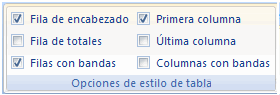 Fila de encabezado Primera columna
Fila de totales Última columna
Filas con bandas Columnas con bandas
Opciones de estilo de tabla